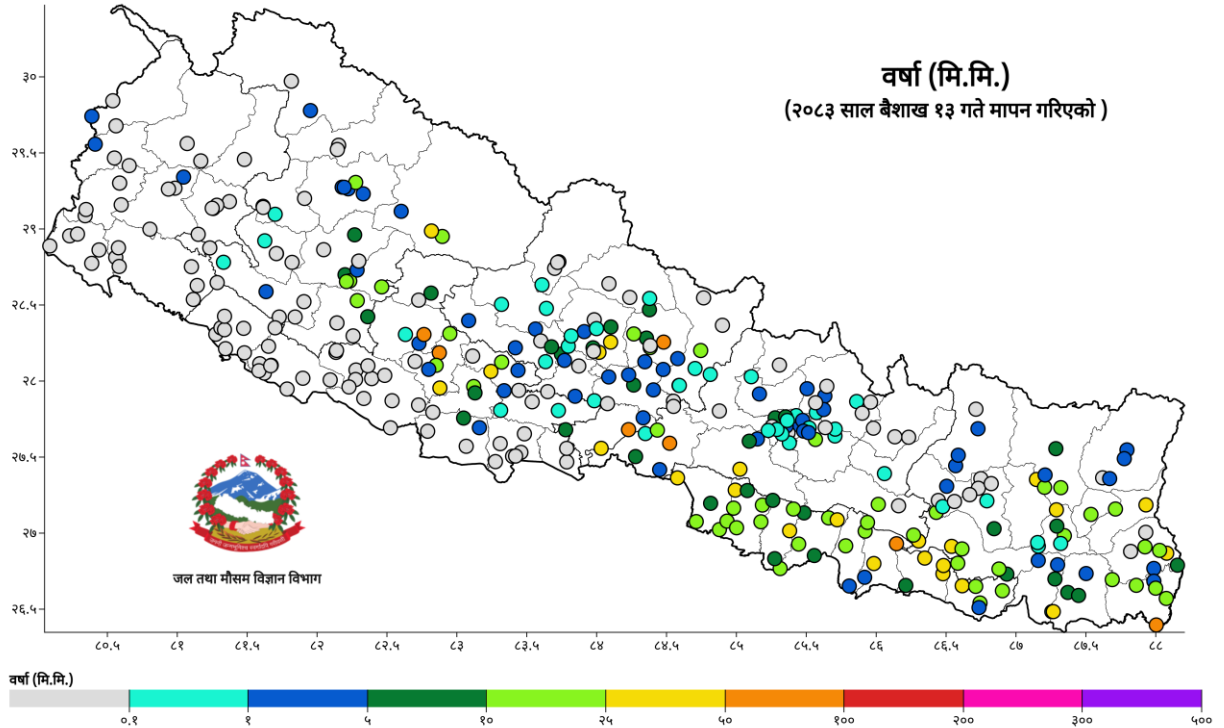 वर्षा (मि.मि.)
(२०८३ साल बैशाख १३ गते मापन गरिएको )
३०
२९.५
२९
२८.५
२८
२७.५
२७
२६.५
जल तथा मौसम विज्ञान विभाग
८०.५ ८१ ८१.५ ८२ ८२.५ ८३ ८३.५ ८४ ८४.५ ८५ ८५.५ ८६ ८६.५ ८७ ८७.५ ८८
वर्षा (मि.मि.)
०.१ १ ५ १० २५ ५० १०० २०० ३०० ५००